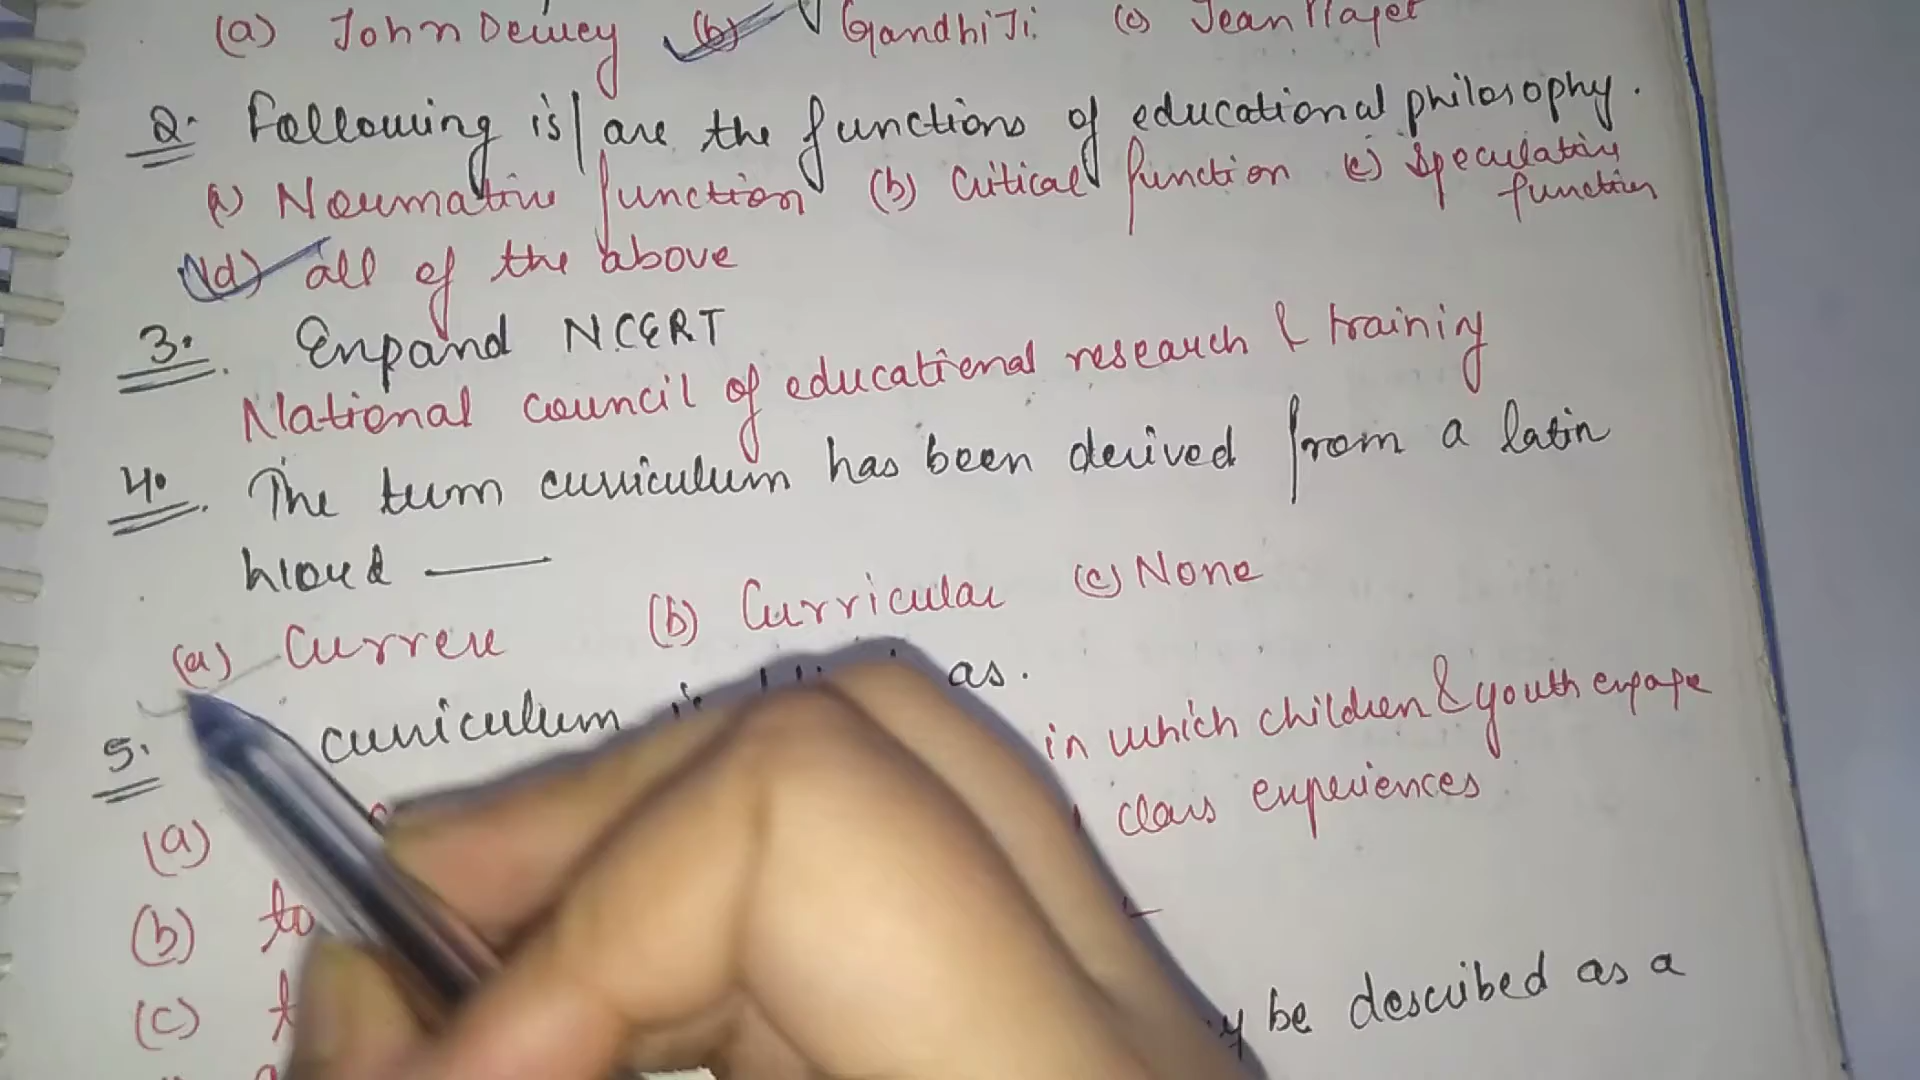 (a) John Dewey (b) GandhiJi. (c) Jean Piaget
2. Following is/are the functions of educational philosophy.
(a) Normative function (b) Critical function (c) Speculative function
(d) all of the above
3. Expand NCERT
National council of educational research & training
4. The term curriculum has been derived from a latin
word ___
(a) Currere (b) Curricular (c) None
5. curriculum is as.
(a) in which children & youth engage
class experiences
(b) to
(c)
be described as a